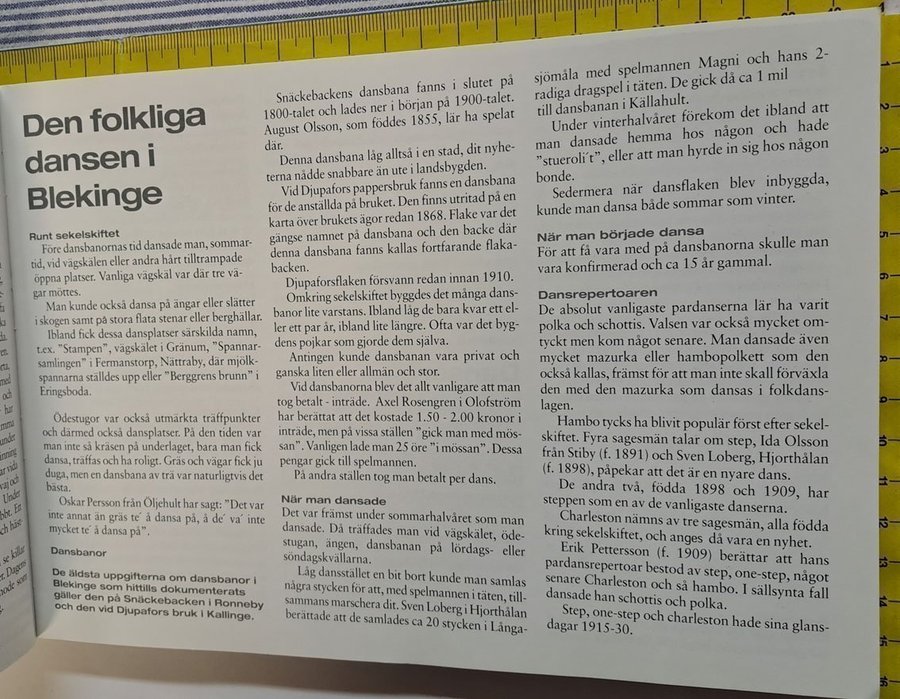 Den folkliga
dansen i
Blekinge
Runt sekelskiftet
Före dansbanornas tid dansade man, sommar-
tid, vid vägskälen eller andra hårt tilltrampade
öppna platser. Vanliga vägskäl var där tre vä-
gar möttes.
Man kunde också dansa på ängar eller slätter
i skogen samt på stora flata stenar eller berghällar.
Ibland fick dessa dansplatser särskilda namn,
t.ex. "Stampen", vägskälet i Gränum, "Spannar-
samlingen" i Fermanstorp, Nättraby, där mjölk-
spannarna ställdes upp eller "Berggrens brunn" i
Eringsboda.
Ödestugor var också utmärkta träffpunkter
och därmed också dansplatser. På den tiden var
man inte så kräsen på underlaget, bara man fick
dansa, träffas och ha roligt. Gräs och vägar fick ju
duga, men en dansbana av trä var naturligtvis det
bästa.
Oskar Persson från Öljehult har sagt: "Det var
inte annat än gräs te´ å dansa på, å de´ va´ inte
mycket te´ å dansa på".
Dansbanor
De äldsta uppgifterna om dansbanor i
Blekinge som hittills dokumenterats
gäller den på Snäckebacken i Ronneby
och den vid Djupafors bruk i Kallinge.
Snäckebackens dansbana fanns i slutet på
1800-talet och lades ner i början på 1900-talet.
August Olsson, som föddes 1855, lär ha spelat
där.
Denna dansbana låg alltså i en stad, dit nyhe-
terna nådde snabbare än ute i landsbygden.
Vid Djupafors pappersbruk fanns en dansbana
för de anställda på bruket. Den finns utritad på en
karta över brukets ägor redan 1868. Flake var det
gängse namnet på dansbana och den backe där
denna dansbana fanns kallas fortfarande flaka-
backen.
Djupaforsflaken försvann redan innan 1910.
Omkring sekelskiftet byggdes det många dans-
banor lite varstans. Ibland låg de bara kvar ett el-
ler ett par år, ibland lite längre. Ofta var det byg-
dens pojkar som gjorde dem själva.
Antingen kunde dansbanan vara privat och
ganska liten eller allmän och stor.
Vid dansbanorna blev det allt vanligare att man
tog betalt - inträde. Axel Rosengren i Olofström
har berättat att det kostade 1.50 - 2.00 kronor i
inträde, men på vissa ställen "gick man med mös-
san". Vanligen lade man 25 öre "i mössan". Dessa
pengar gick till spelmannen.
På andra ställen tog man betalt per dans.
När man dansade
Det var främst under sommarhalvåret som man
dansade. Då träffades man vid vägskälet, öde-
stugan, ängen, dansbanan på lördags- eller
söndagskvällarna.
Låg dansstället en bit bort kunde man samlas
några stycken för att, med spelmannen i täten, till-
sammans marschera dit. Sven Loberg i Hjorthålan
berättade att de samlades ca 20 stycken i Långa-
sjömåla med spelmannen Magni och hans 2-
radiga dragspel i täten. De gick då ca 1 mil
till dansbanan i Källahult.
Under vinterhalvåret förekom det ibland att
man dansade hemma hos någon och hade
"stueroli´t", eller att man hyrde in sig hos någon
bonde.
Sedermera när dansflaken blev inbyggda,
kunde man dansa både sommar som vinter.
När man började dansa
För att få vara med på dansbanorna skulle man
vara konfirmerad och ca 15 år gammal.
Dansrepertoaren
De absolut vanligaste pardanserna lär ha varit
polka och schottis. Valsen var också mycket om-
tyckt men kom något senare. Man dansade även
mycket mazurka eller hambopolkett som den
också kallas, främst för att man inte skall förväxla
den med den mazurka som dansas i folkdans-
lagen.
Hambo tycks ha blivit populär först efter sekel-
skiftet. Fyra sagesmän talar om step, Ida Olsson
från Stiby (f. 1891) och Sven Loberg, Hjorthålan
(f. 1898), påpekar att det är en nyare dans.
De andra två, födda 1898 och 1909, har
steppen som en av de vanligaste danserna.
Charleston nämns av tre sagesmän, alla födda
kring sekelskiftet, och anges då vara en nyhet.
Erik Pettersson (f. 1909) berättar att hans
pardansrepertoar bestod av step, one-step, något
senare Charleston och så hambo. I sällsynta fall
dansade han schottis och polka.
Step, one-step och charleston hade sina glans-
dagar 1915-30.